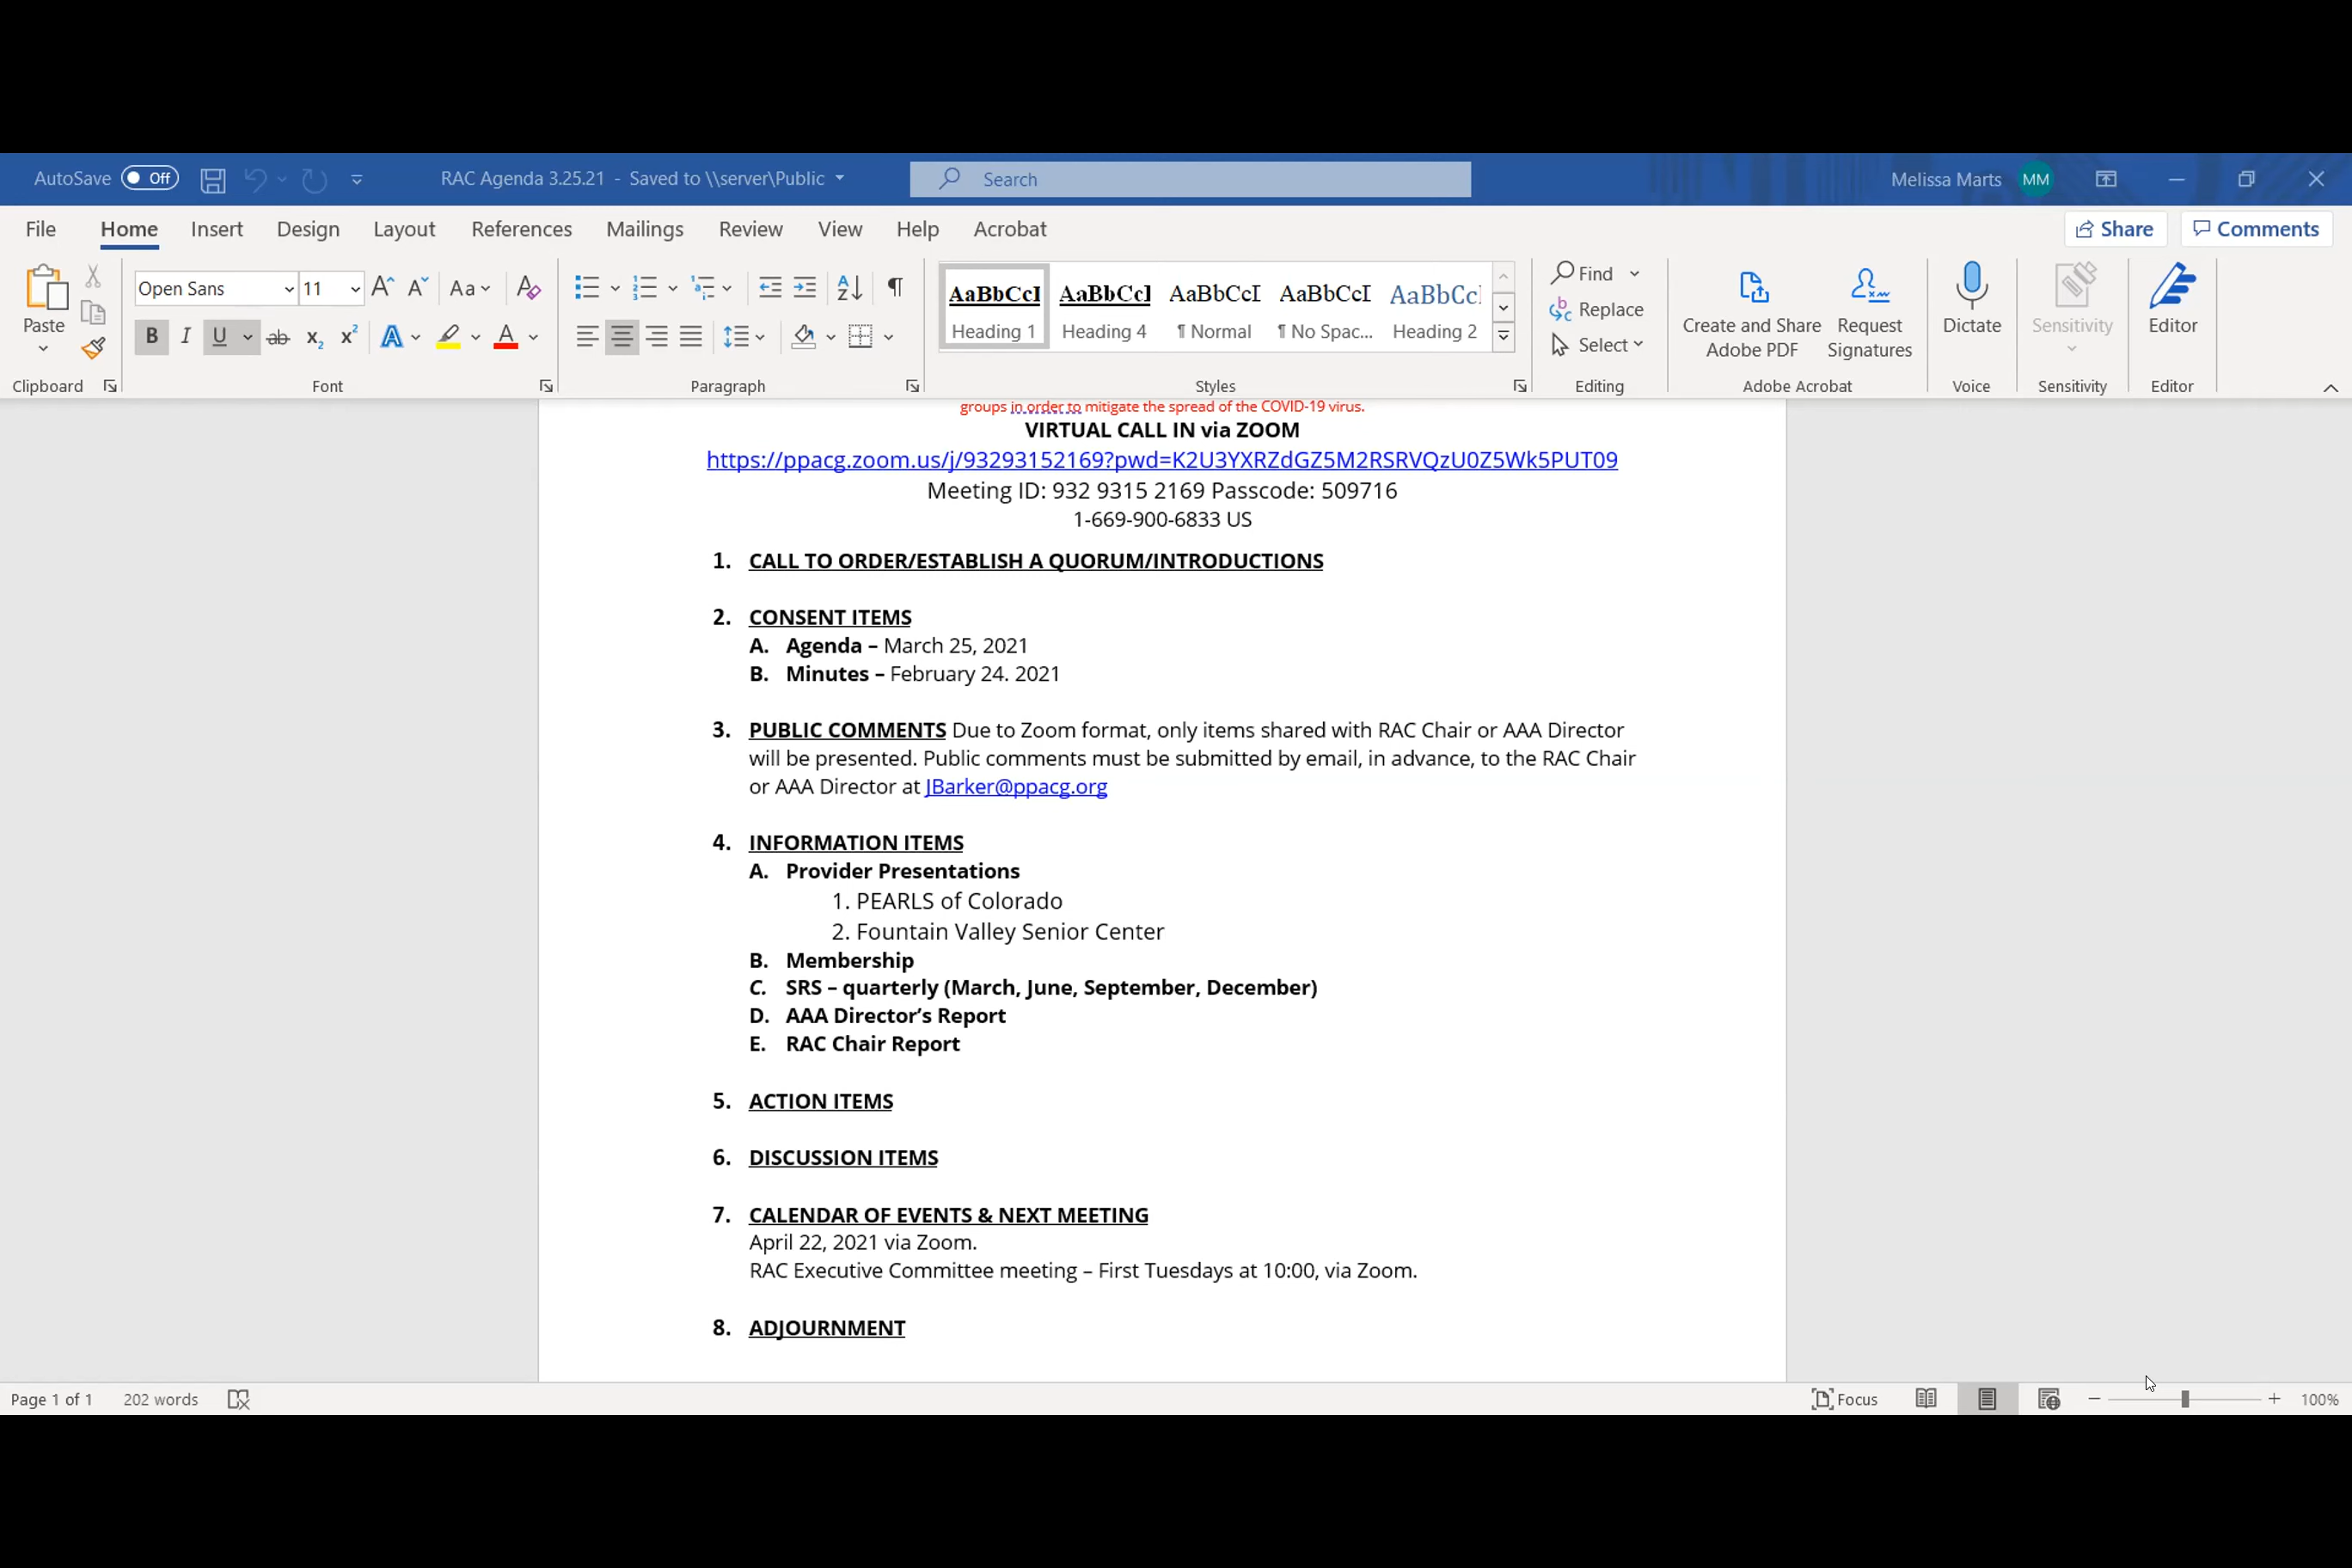 AutoSave Off RAC Agenda 3.25.21 - Saved to \\server\Public Search Melissa Marts MM
File Home Insert Design Layout References Mailings Review View Help Acrobat Share Comments
Paste Open Sans 11 Aa
AaBbCcI AaBbCcI AaBbCcI AaBbCcI AaBbCc
Heading 1 Heading 4 ¶ Normal ¶ No Spac... Heading 2
Find
Replace
Select
Create and Share Adobe PDF Request Signatures Dictate Sensitivity Editor
Clipboard Font Paragraph Styles Editing Adobe Acrobat Voice Sensitivity Editor
groups in order to mitigate the spread of the COVID-19 virus.
VIRTUAL CALL IN via ZOOM
https://ppacg.zoom.us/j/93293152169?pwd=K2U3YXRZdGZ5M2RSRVQzU0Z5Wk5PUT09
Meeting ID: 932 9315 2169 Passcode: 509716
1-669-900-6833 US
1. CALL TO ORDER/ESTABLISH A QUORUM/INTRODUCTIONS
2. CONSENT ITEMS
A. Agenda – March 25, 2021
B. Minutes – February 24. 2021
3. PUBLIC COMMENTS Due to Zoom format, only items shared with RAC Chair or AAA Director
will be presented. Public comments must be submitted by email, in advance, to the RAC Chair
or AAA Director at JBarker@ppacg.org
4. INFORMATION ITEMS
A. Provider Presentations
1. PEARLS of Colorado
2. Fountain Valley Senior Center
B. Membership
C. SRS – quarterly (March, June, September, December)
D. AAA Director’s Report
E. RAC Chair Report
5. ACTION ITEMS
6. DISCUSSION ITEMS
7. CALENDAR OF EVENTS & NEXT MEETING
April 22, 2021 via Zoom.
RAC Executive Committee meeting – First Tuesdays at 10:00, via Zoom.
8. ADJOURNMENT
Page 1 of 1 202 words Focus 100%